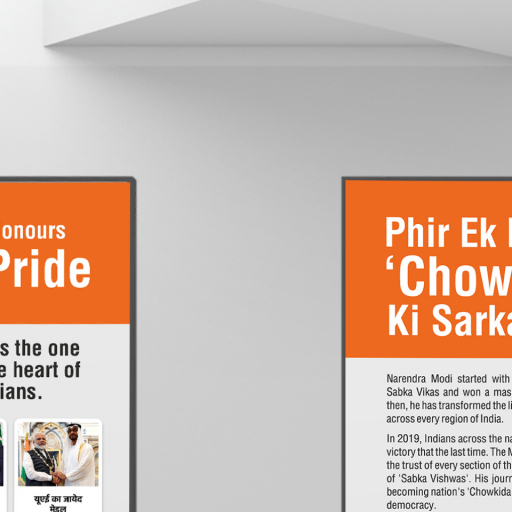 onours
Pride
s the one
e heart of
ians.
यूएई का जायेद
मेडल
Phir Ek
‘Chow
Ki Sarka
Narendra Modi started with
Sabka Vikas and won a mas
then, he has transformed the li
across every region of India.
In 2019, Indians across the na
victory that the last time. The M
the trust of every section of th
of 'Sabka Vishwas'. His journ
becoming nation's 'Chowkida
democracy.